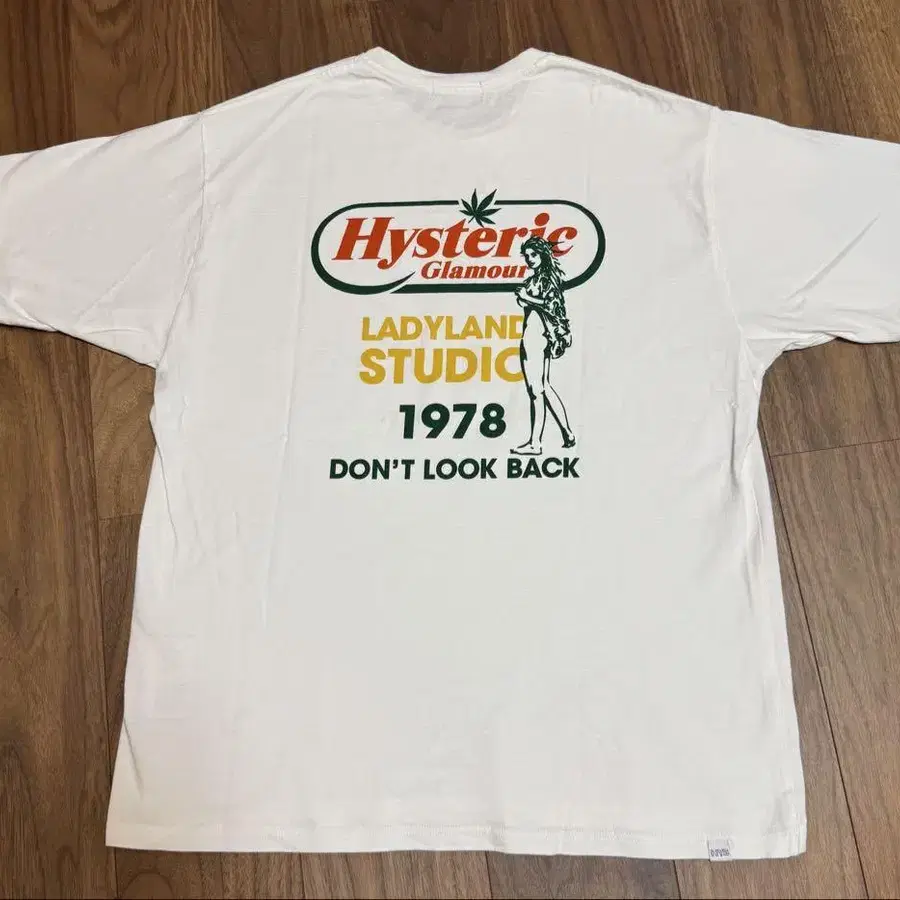 Hysteric
Glamour
LADYLAND
STUDIO
1978
DON'T LOOK BACK